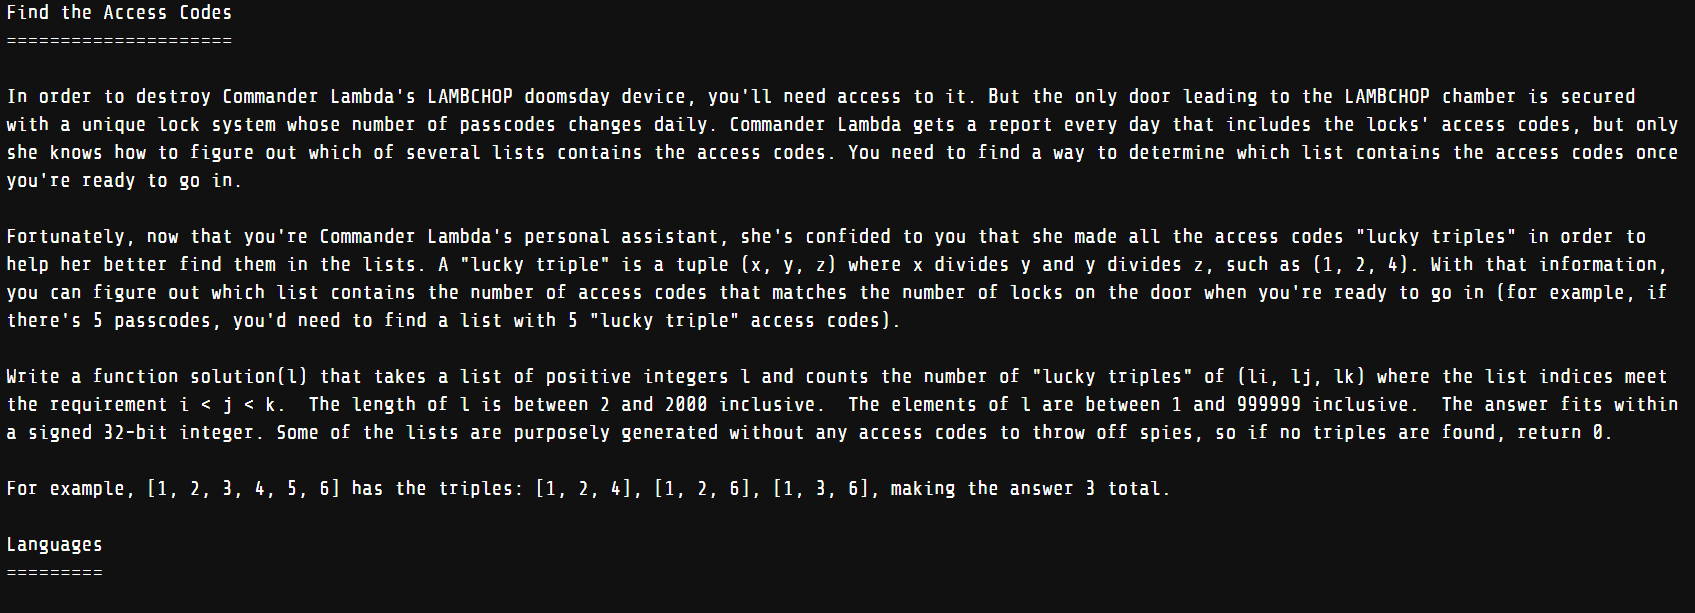 Find the Access Codes
=====================
In order to destroy Commander Lambda's LAMBCHOP doomsday device, you'll need access to it. But the only door leading to the LAMBCHOP chamber is secured
with a unique lock system whose number of passcodes changes daily. Commander Lambda gets a report every day that includes the locks' access codes, but only
she knows how to figure out which of several lists contains the access codes. You need to find a way to determine which list contains the access codes once
you're ready to go in.
Fortunately, now that you're Commander Lambda's personal assistant, she's confided to you that she made all the access codes "lucky triples" in order to
help her better find them in the lists. A "lucky triple" is a tuple (x, y, z) where x divides y and y divides z, such as (1, 2, 4). With that information,
you can figure out which list contains the number of access codes that matches the number of locks on the door when you're ready to go in (for example, if
there's 5 passcodes, you'd need to find a list with 5 "lucky triple" access codes).
Write a function solution(l) that takes a list of positive integers l and counts the number of "lucky triples" of (li, lj, lk) where the list indices meet
the requirement i < j < k.  The length of l is between 2 and 2000 inclusive.  The elements of l are between 1 and 999999 inclusive.  The answer fits within
a signed 32-bit integer. Some of the lists are purposely generated without any access codes to throw off spies, so if no triples are found, return 0.
For example, [1, 2, 3, 4, 5, 6] has the triples: [1, 2, 4], [1, 2, 6], [1, 3, 6], making the answer 3 total.
Languages
=========